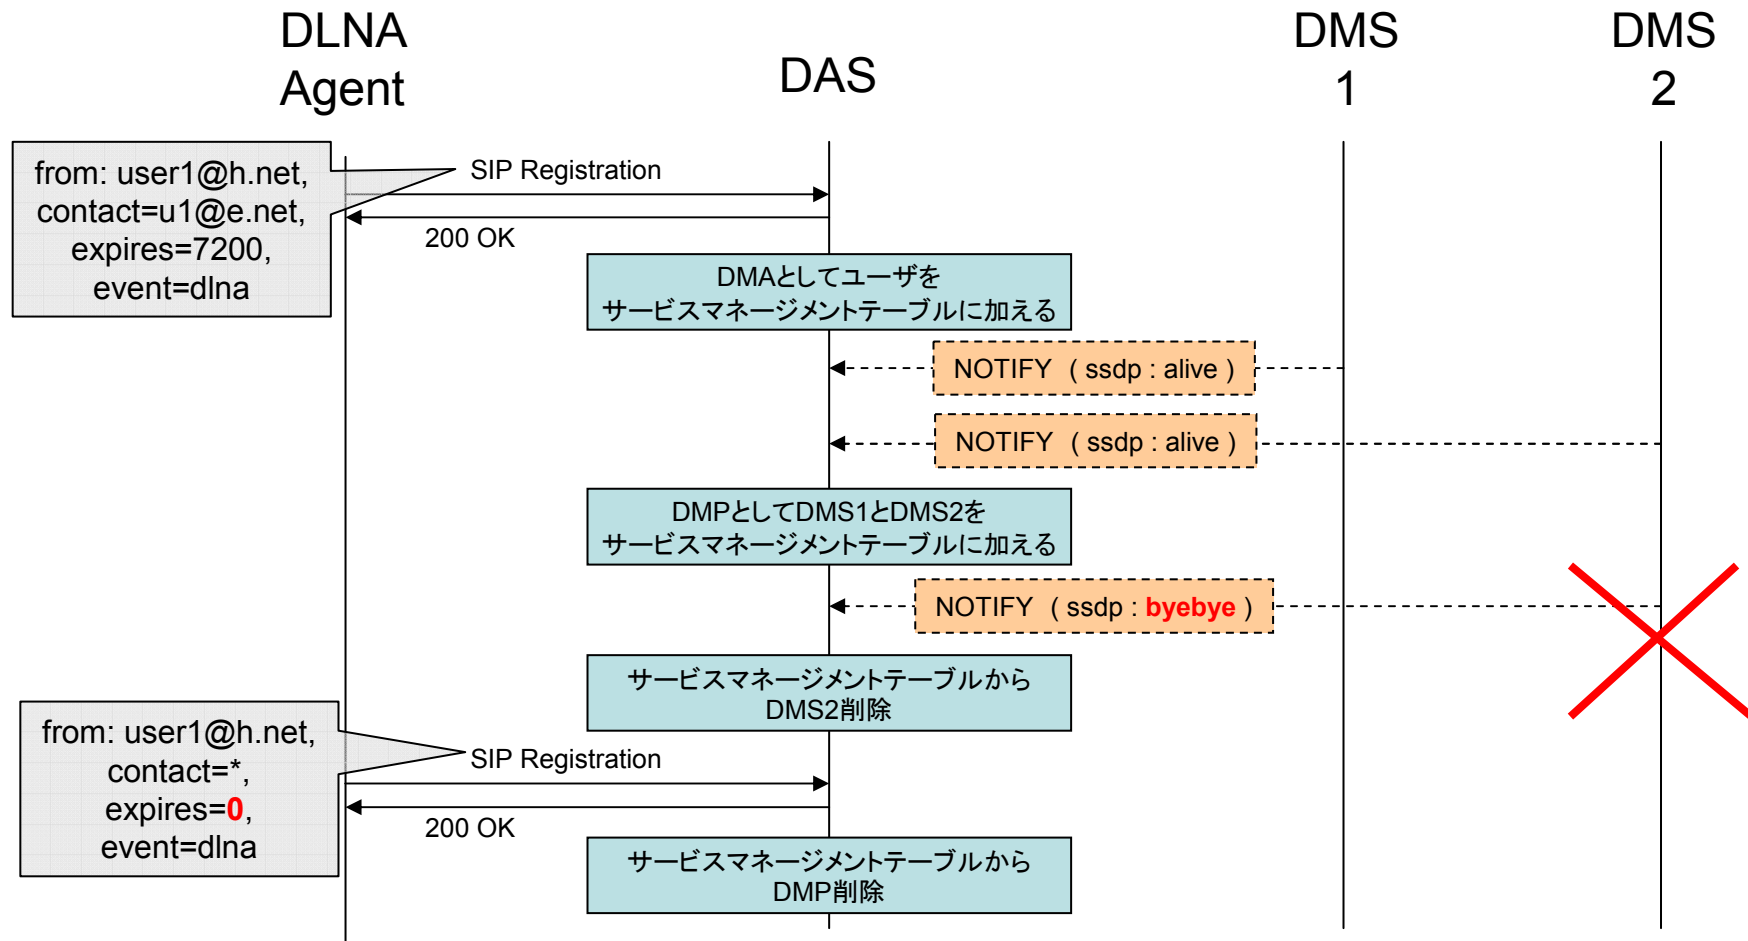 DLNA
Agent
DAS
DMS
1
DMS
2
from: user1@h.net,
contact=u1@e.net,
expires=7200,
event=dlna
SIP Registration
200 OK
DMAとしてユーザを
サービスマネージメントテーブルに加える
NOTIFY ( ssdp : alive )
NOTIFY ( ssdp : alive )
DMPとしてDMS1とDMS2を
サービスマネージメントテーブルに加える
NOTIFY ( ssdp : byebye )
サービスマネージメントテーブルから
DMS2削除
from: user1@h.net,
contact=*,
expires=0,
event=dlna
SIP Registration
200 OK
サービスマネージメントテーブルから
DMP削除